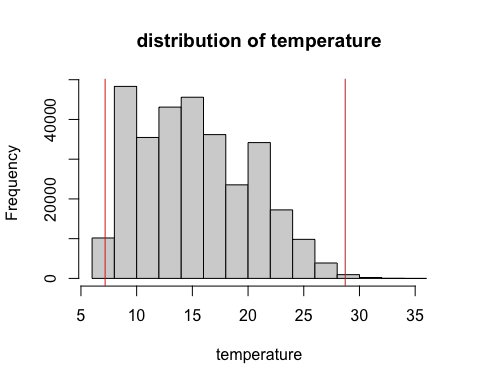 distribution of temperature
Frequency
40000
20000
0
5 10 15 20 25 30 35
temperature